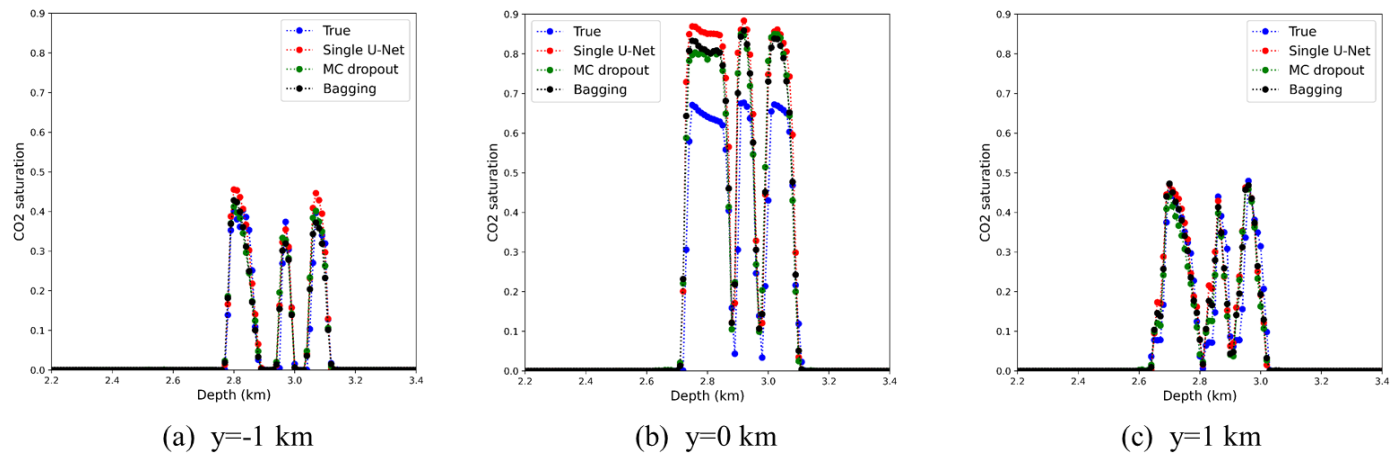 0.9
0.8
0.7
0.6
0.5
0.4
0.3
0.2
0.1
0.0
CO2 saturation
True
Single U-Net
MC dropout
Bagging
2.2 2.4 2.6 2.8 3.0 3.2 3.4
Depth (km)
(a) y=-1 km
0.9
0.8
0.7
0.6
0.5
0.4
0.3
0.2
0.1
0.0
CO2 saturation
True
Single U-Net
MC dropout
Bagging
2.2 2.4 2.6 2.8 3.0 3.2 3.4
Depth (km)
(b) y=0 km
0.9
0.8
0.7
0.6
0.5
0.4
0.3
0.2
0.1
0.0
CO2 saturation
True
Single U-Net
MC dropout
Bagging
2.2 2.4 2.6 2.8 3.0 3.2 3.4
Depth (km)
(c) y=1 km